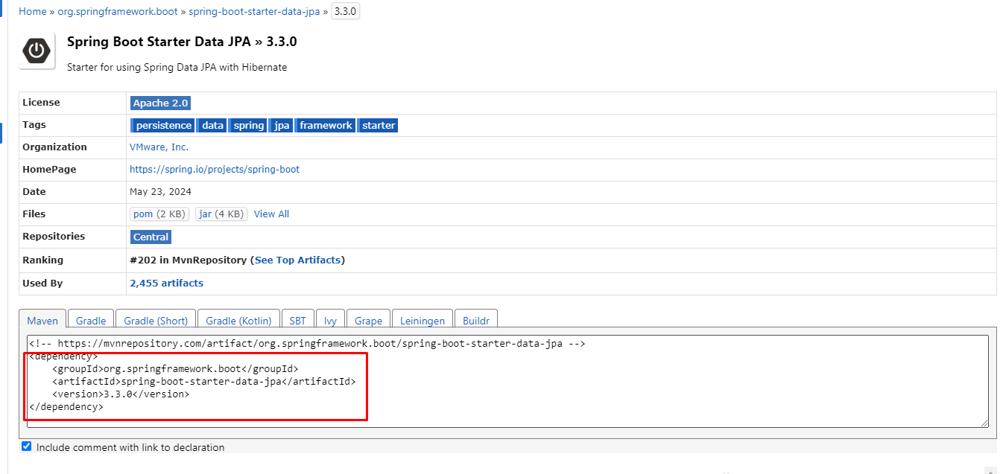 Home » org.springframework.boot » spring-boot-starter-data-jpa » 3.3.0
Spring Boot Starter Data JPA » 3.3.0
Starter for using Spring Data JPA with Hibernate
License Apache 2.0
Tags persistence data spring jpa framework starter
Organization VMware, Inc.
HomePage https://spring.io/projects/spring-boot
Date May 23, 2024
Files pom (2 KB) jar (4 KB) View All
Repositories Central
Ranking #202 in MvnRepository (See Top Artifacts)
Used By 2,455 artifacts
Maven Gradle Gradle (Short) Gradle (Kotlin) SBT Ivy Grape Leiningen Buildr
<!-- https://mvnrepository.com/artifact/org.springframework.boot/spring-boot-starter-data-jpa -->
<dependency>
    <groupId>org.springframework.boot</groupId>
    <artifactId>spring-boot-starter-data-jpa</artifactId>
    <version>3.3.0</version>
</dependency>
Include comment with link to declaration